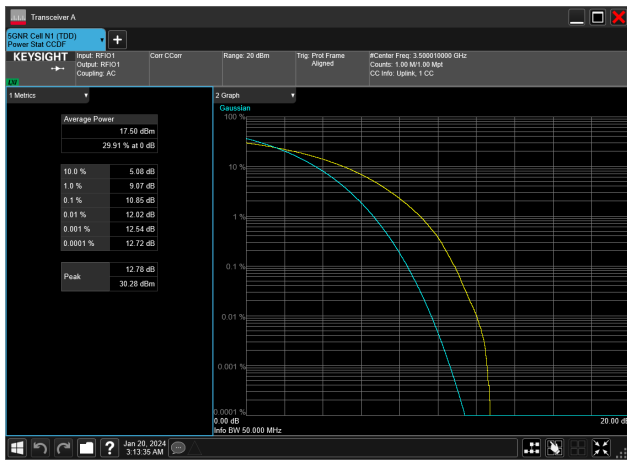 Transceiver A
5GNR Cell N1 (TDD)
Power Stat CCDF
KEYSIGHT
LXI
Input: RFIO1
Output: RFIO1
Coupling: AC
Corr CCorr
Range: 20 dBm
Trig: Prot Frame
Aligned
#Center Freq: 3.500010000 GHz
Counts: 1.00 M/1.00 Mpt
CC Info: Uplink, 1 CC
1 Metrics
Average Power
17.50 dBm
29.91 % at 0 dB
10.0 % 5.08 dB
1.0 % 9.07 dB
0.1 % 10.85 dB
0.01 % 12.02 dB
0.001 % 12.54 dB
0.0001 % 12.72 dB
Peak 12.78 dB
30.28 dBm
2 Graph
Gaussian
100 %
10 %
1 %
0.1 %
0.01 %
0.001 %
0.0001 %
0.00 dB 20.00 dB
Info BW 50.000 MHz
Jan 20, 2024
3:13:35 AM